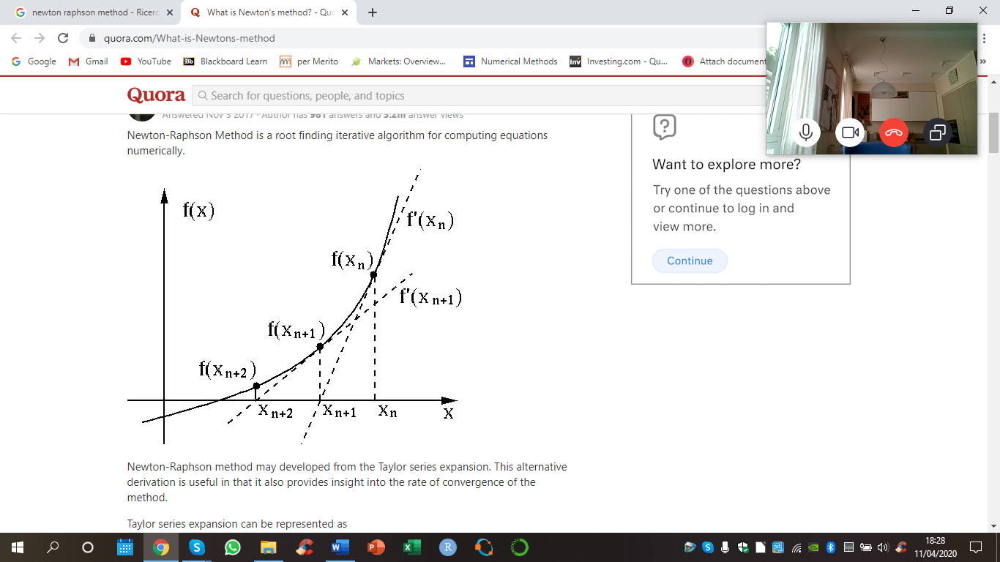 newton raphson method - Ricerc
What is Newton's method? - Quo
quora.com/What-is-Newtons-method
Google
Gmail
YouTube
Bb
Blackboard Learn
per Merito
Markets: Overview...
Numerical Methods
Inv
Investing.com - Qu...
Attach document
»
Quora
Search for questions, people, and topics
Answered Nov 3 2017 · Author has 981 answers and 3.2m answer views
Newton-Raphson Method is a root finding iterative algorithm for computing equations
numerically.
f(x)
f'(xn)
f(xn)
f'(xn+1)
f(xn+1)
f(xn+2)
xn+2
xn+1
xn
x
Newton-Raphson method may developed from the Taylor series expansion. This alternative
derivation is useful in that it also provides insight into the rate of convergence of the
method.
Taylor series expansion can be represented as
Want to explore more?
Try one of the questions above
or continue to log in and
view more.
Continue
18:28
11/04/2020